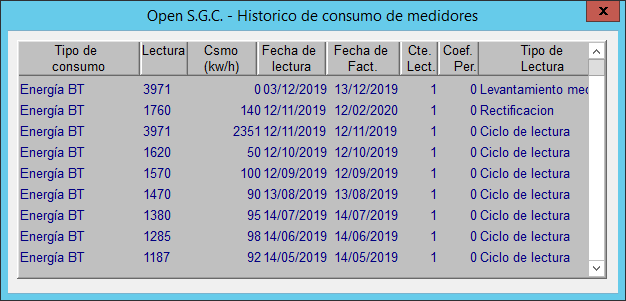 Open S.G.C. - Historico de consumo de medidores
x
Tipo de consumo Lectura Csmo (kw/h) Fecha de lectura Fecha de Fact. Cte. Lect. Coef. Per. Tipo de Lectura
Energía BT 3971 0 03/12/2019 13/12/2019 1 0 Levantamiento med
Energía BT 1760 140 12/11/2019 12/02/2020 1 0 Rectificacion
Energía BT 3971 2351 12/11/2019 12/11/2019 1 0 Ciclo de lectura
Energía BT 1620 50 12/10/2019 12/10/2019 1 0 Ciclo de lectura
Energía BT 1570 100 12/09/2019 12/09/2019 1 0 Ciclo de lectura
Energía BT 1470 90 13/08/2019 13/08/2019 1 0 Ciclo de lectura
Energía BT 1380 95 14/07/2019 14/07/2019 1 0 Ciclo de lectura
Energía BT 1285 98 14/06/2019 14/06/2019 1 0 Ciclo de lectura
Energía BT 1187 92 14/05/2019 14/05/2019 1 0 Ciclo de lectura